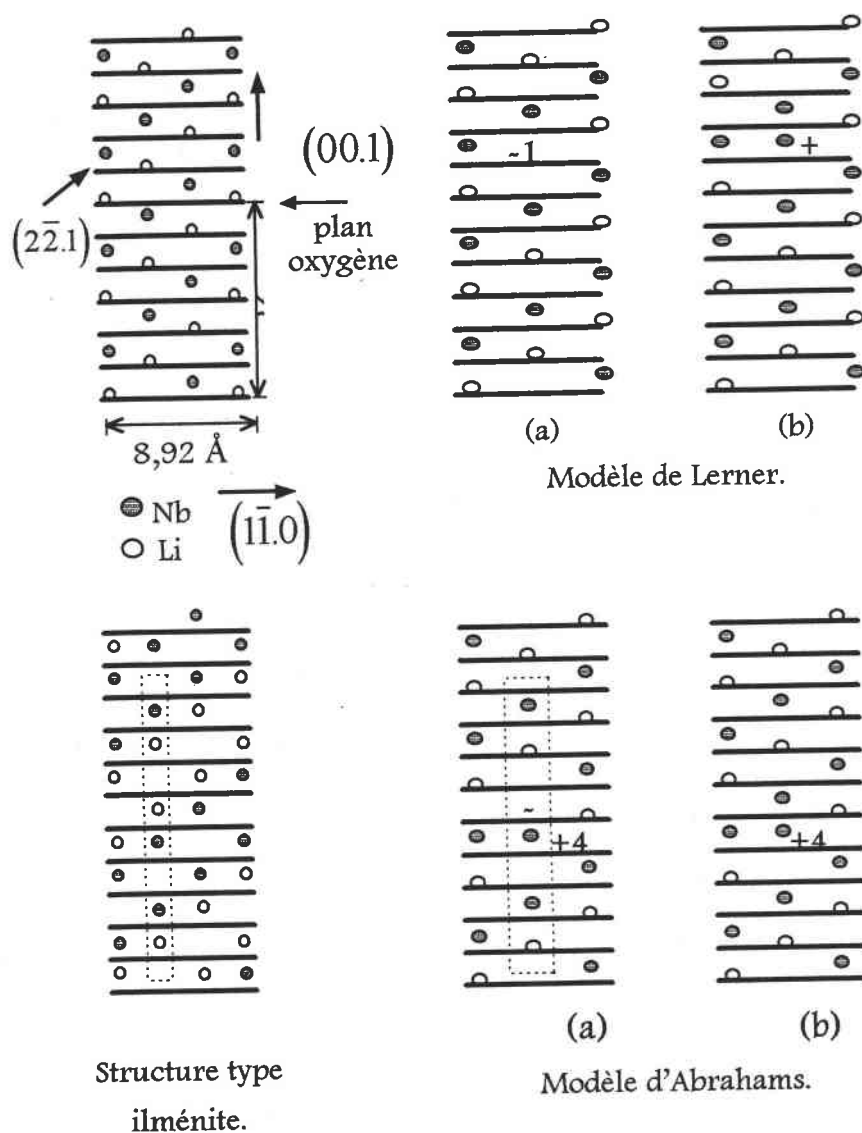 (00.1)
(22̅.1)
plan
oxygène
8,92 Å
Nb
Li
(11̅.0)
~1
(a)
+
(b)
Modèle de Lerner.
~
+4
(a)
+4
(b)
Structure type
ilménite.
Modèle d'Abrahams.